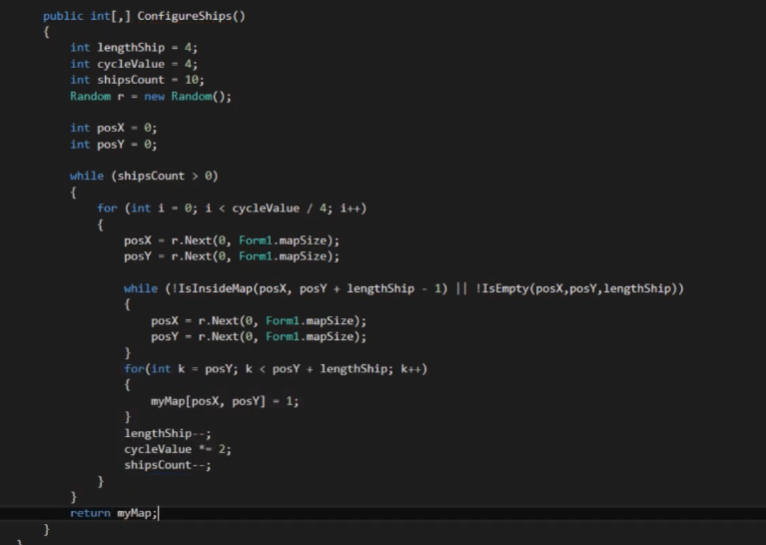 public int[,] ConfigureShips()
{
int lengthShip = 4;
int cycleValue = 4;
int shipsCount = 10;
Random r = new Random();
int posX = 0;
int posY = 0;
while (shipsCount > 0)
{
for (int i = 0; i < cycleValue / 4; i++)
{
posX = r.Next(0, Form1.mapSize);
posY = r.Next(0, Form1.mapSize);
while (!IsInsideMap(posX, posY + lengthShip - 1) || !IsEmpty(posX,posY,lengthShip))
{
posX = r.Next(0, Form1.mapSize);
posY = r.Next(0, Form1.mapSize);
}
for(int k = posY; k < posY + lengthShip; k++)
{
myMap[posX, posY] = 1;
}
lengthShip--;
cycleValue *= 2;
shipsCount--;
}
}
return myMap;
}
}